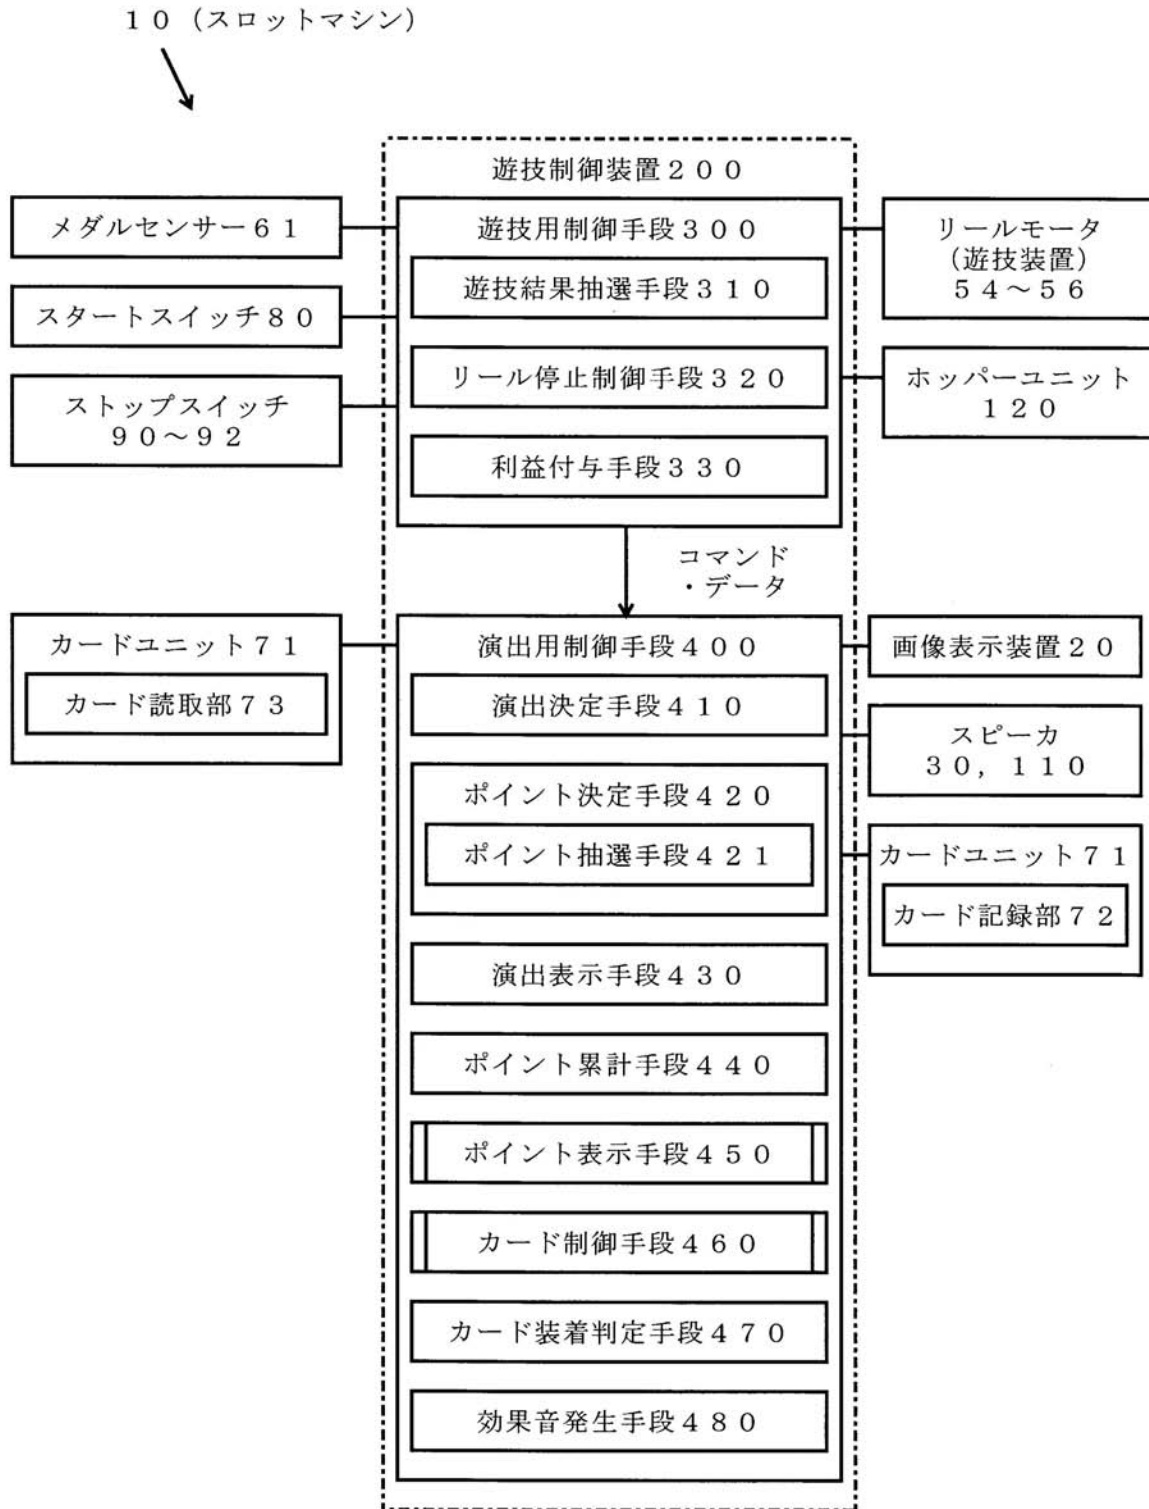 １０（スロットマシン）
遊技制御装置２００
メダルセンサー６１
スタートスイッチ８０
ストップスイッチ
９０～９２
遊技用制御手段３００
遊技結果抽選手段３１０
リール停止制御手段３２０
利益付与手段３３０
リールモータ
（遊技装置）
５４～５６
ホッパーユニット
１２０
コマンド
・データ
カードユニット７１
カード読取部７３
演出用制御手段４００
演出決定手段４１０
ポイント決定手段４２０
ポイント抽選手段４２１
演出表示手段４３０
ポイント累計手段４４０
ポイント表示手段４５０
カード制御手段４６０
カード装着判定手段４７０
効果音発生手段４８０
画像表示装置２０
スピーカ
３０，１１０
カードユニット７１
カード記録部７２